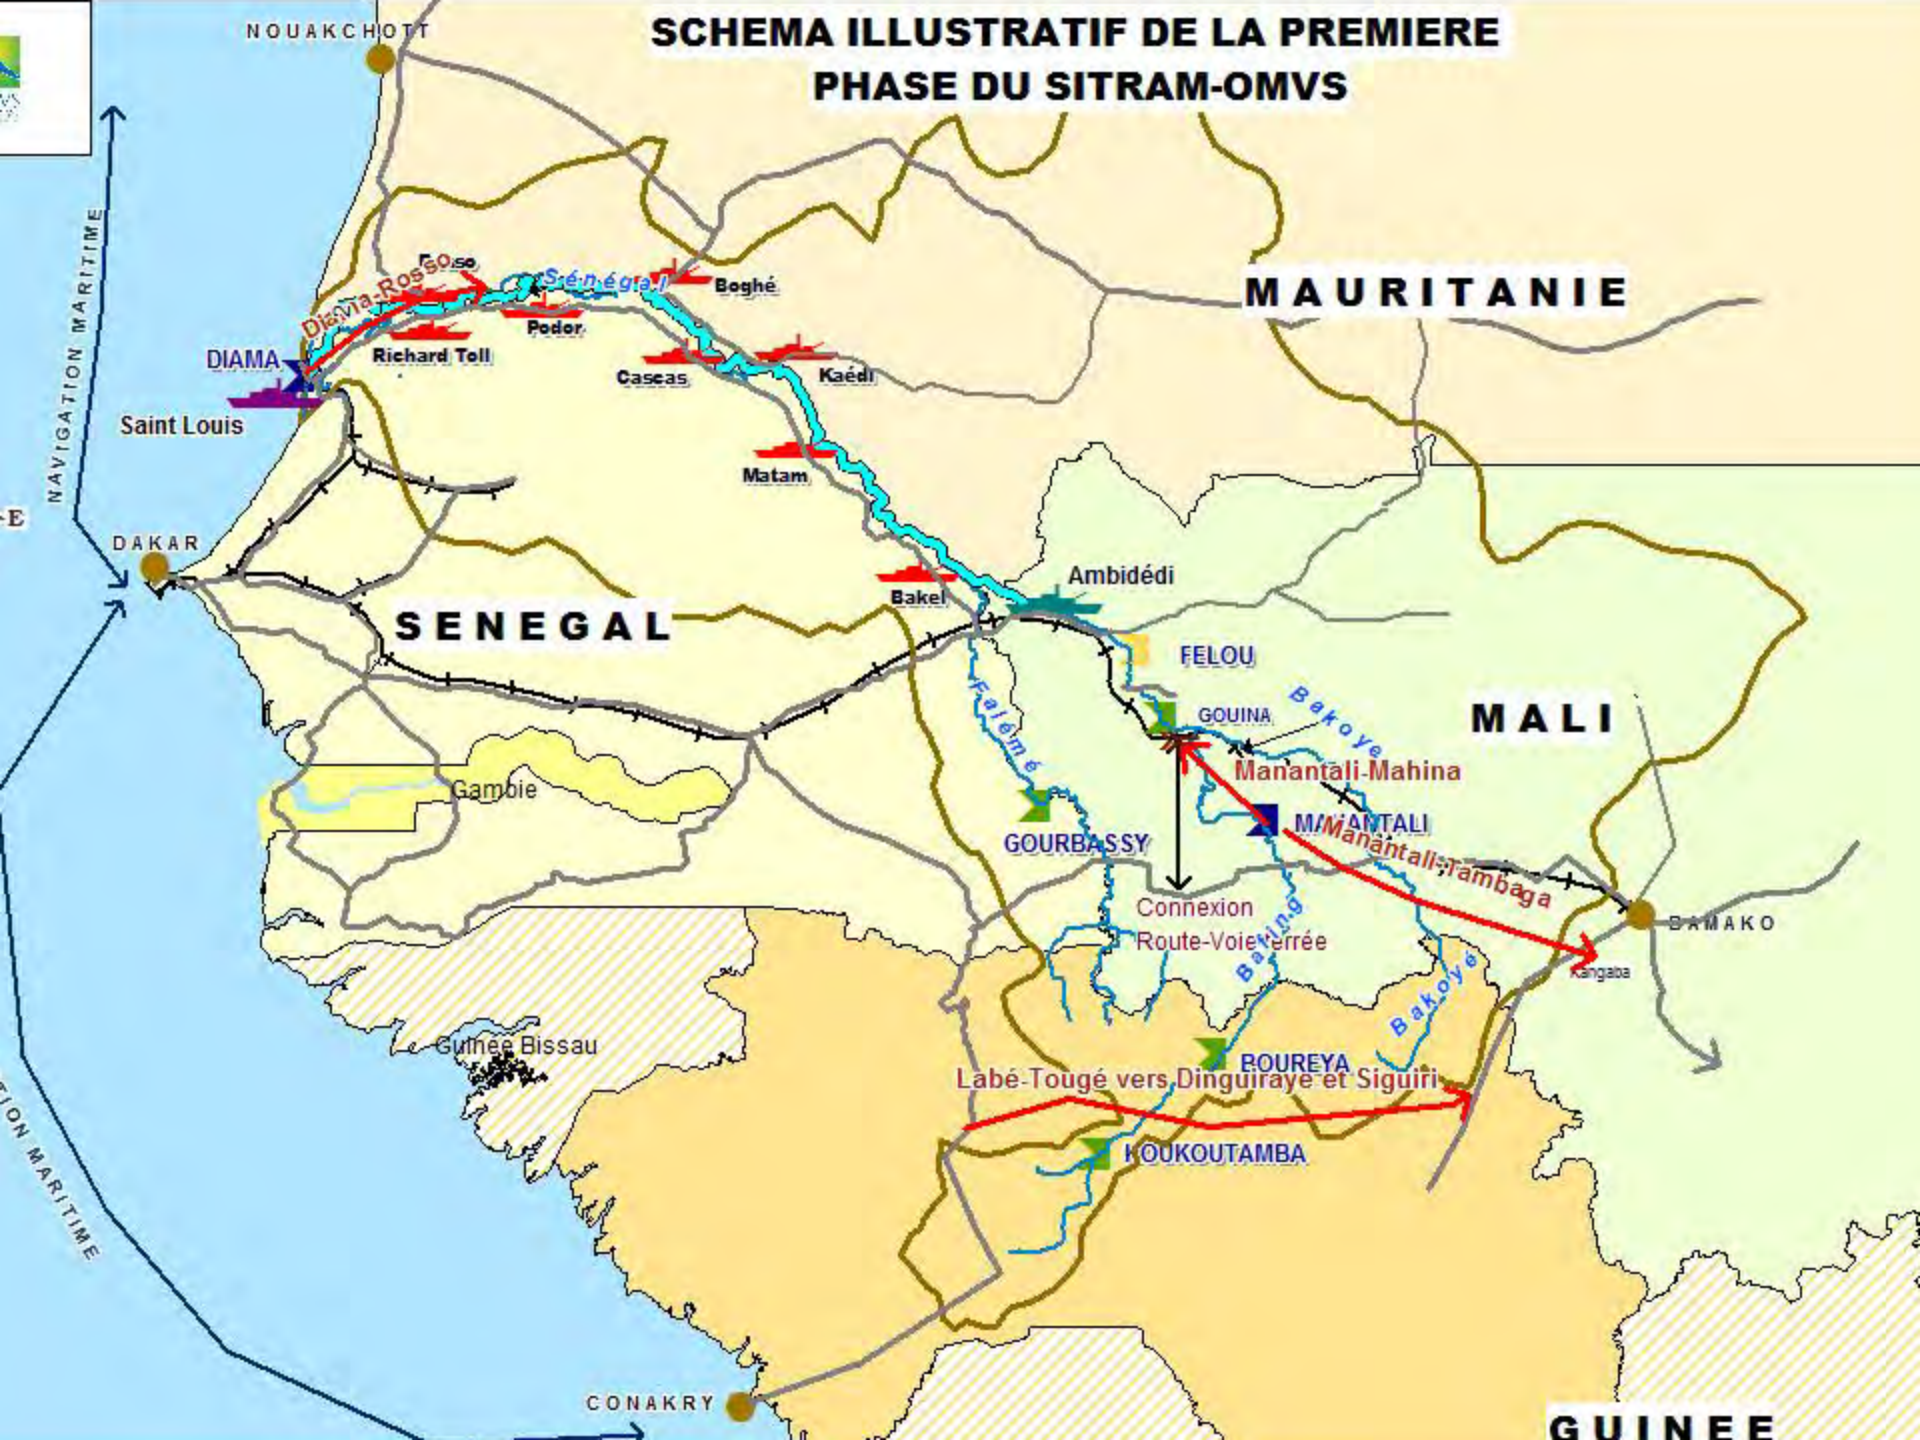 SCHEMA ILLUSTRATIF DE LA PREMIERE
PHASE DU SITRAM-OMVS
NOUAKCHOTT
NAVIGATION MARITIME
Diama-Rosso
Sénégal
Boghé
Podor
Richard Toll
DIAMA
Saint Louis
Cascas
Kaédi
Matam
MAURITANIE
E
DAKAR
Bakel
Ambidédi
SENEGAL
FELOU
Falémé
GOUINA
Bakoye
MALI
Manantali-Mahina
Gambie
MANANTALI
Manantali-Tambaga
GOURBASSY
Connexion
Route-Voie ferrée
Bafing
BAMAKO
Kangaba
Bakoyé
Guinée Bissau
BOUREYA
Labé-Tougé vers Dinguiraye et Siguiri
KOUKOUTAMBA
TION MARITIME
CONAKRY
GUINEE